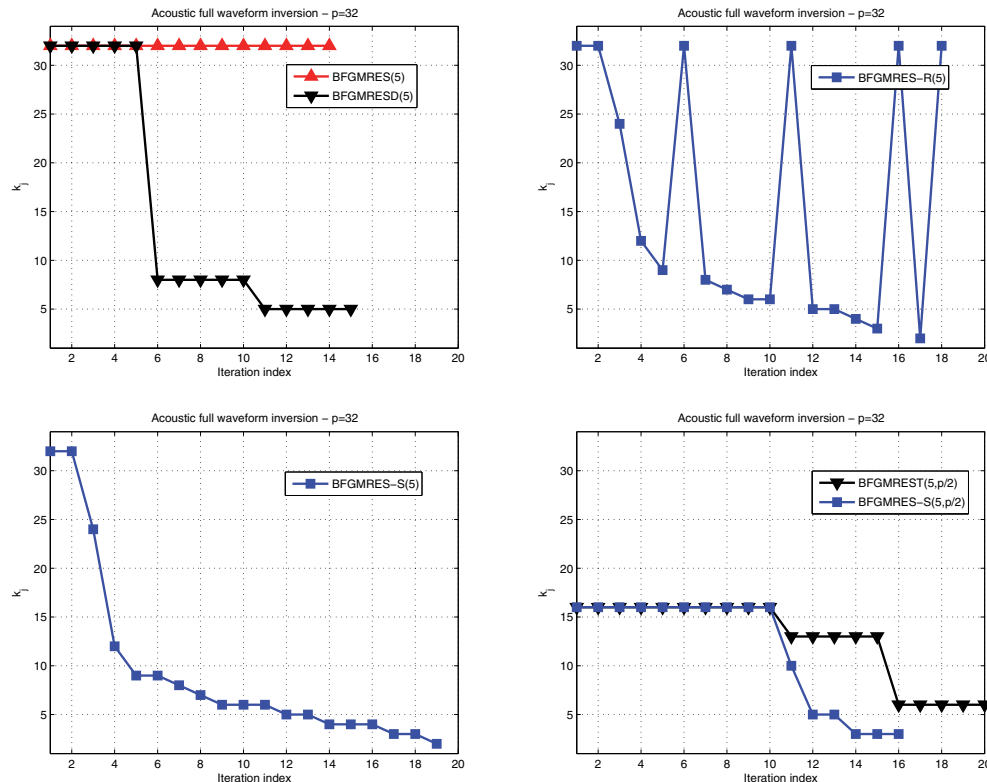 Acoustic full waveform inversion – p=32
BFGMRES(5)
BFGMRESD(5)
30
25
20
15
10
5
k_j
2 4 6 8 10 12 14 16 18 20
Iteration index
Acoustic full waveform inversion – p=32
BFGMRES–R(5)
30
25
20
15
10
5
k_j
2 4 6 8 10 12 14 16 18 20
Iteration index
Acoustic full waveform inversion – p=32
BFGMRES–S(5)
30
25
20
15
10
5
k_j
2 4 6 8 10 12 14 16 18 20
Iteration index
Acoustic full waveform inversion – p=32
BFGMREST(5,p/2)
BFGMRES–S(5,p/2)
30
25
20
15
10
5
k_j
2 4 6 8 10 12 14 16 18 20
Iteration index